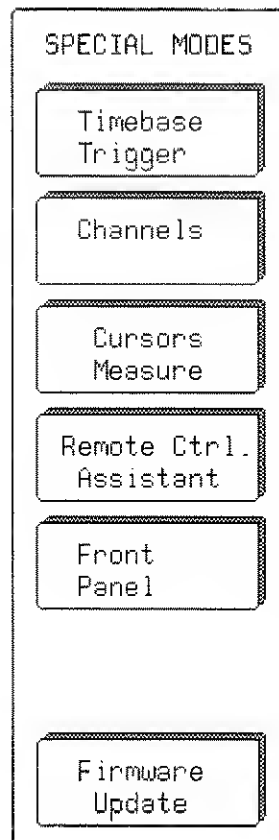 SPECIAL MODES
Timebase
Trigger
Channels
Cursors
Measure
Remote Ctrl.
Assistant
Front
Panel
Firmware
Update